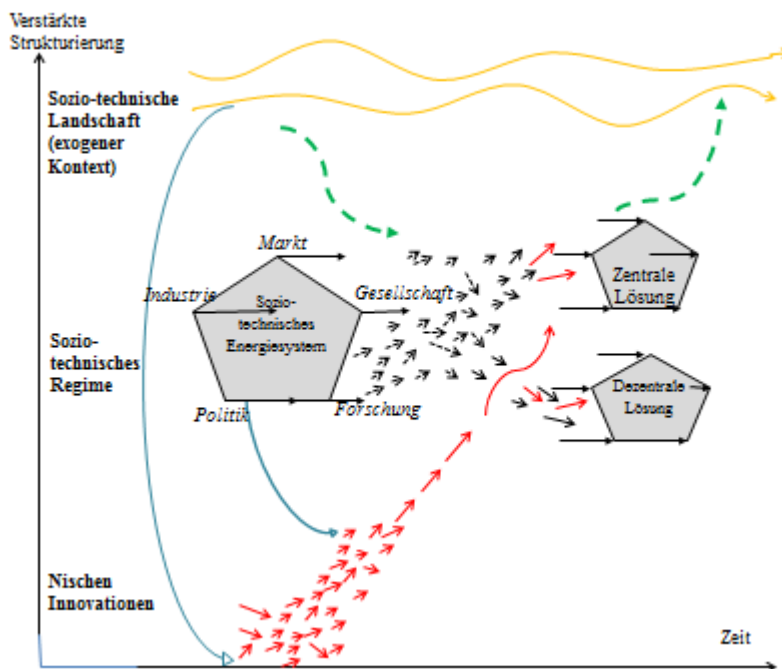 Verstärkte
Strukturierung
Sozio-technische
Landschaft
(exogener
Kontext)
Markt
Industrie
Gesellschaft
Sozio-
technisches
Energiesystem
Zentrale
Lösung
Sozio-
technisches
Regime
Dezentrale
Lösung
Politik
Forschung
Nischen
Innovationen
Zeit